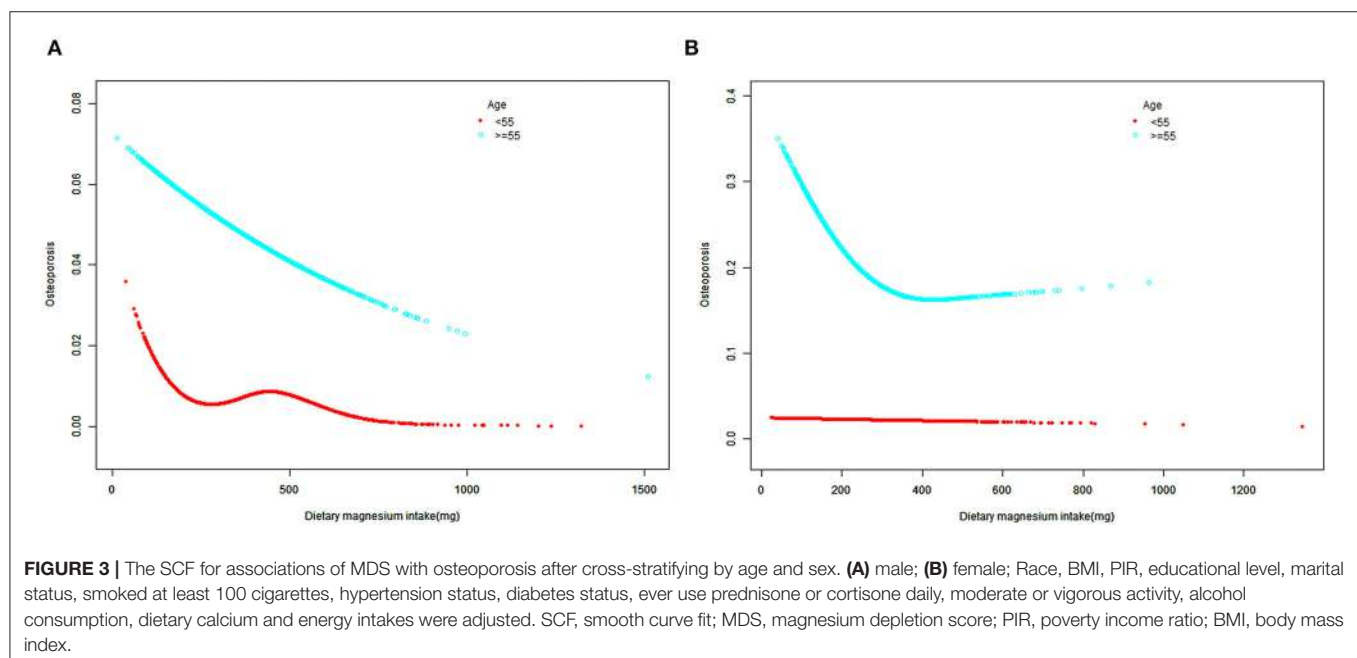 A
Age
<55
>=55
0.08
0.06
0.04
0.02
0.00
Osteoporosis
0
500
1000
1500
Dietary magnesium intake(mg)
B
Age
<55
>=55
0.4
0.3
0.2
0.1
0.0
Osteoporosis
0
200
400
600
800
1000
1200
Dietary magnesium intake(mg)
FIGURE 3 | The SCF for associations of MDS with osteoporosis after cross-stratifying by age and sex. (A) male; (B) female; Race, BMI, PIR, educational level, marital
status, smoked at least 100 cigarettes, hypertension status, diabetes status, ever use prednisone or cortisone daily, moderate or vigorous activity, alcohol
consumption, dietary calcium and energy intakes were adjusted. SCF, smooth curve fit; MDS, magnesium depletion score; PIR, poverty income ratio; BMI, body mass
index.